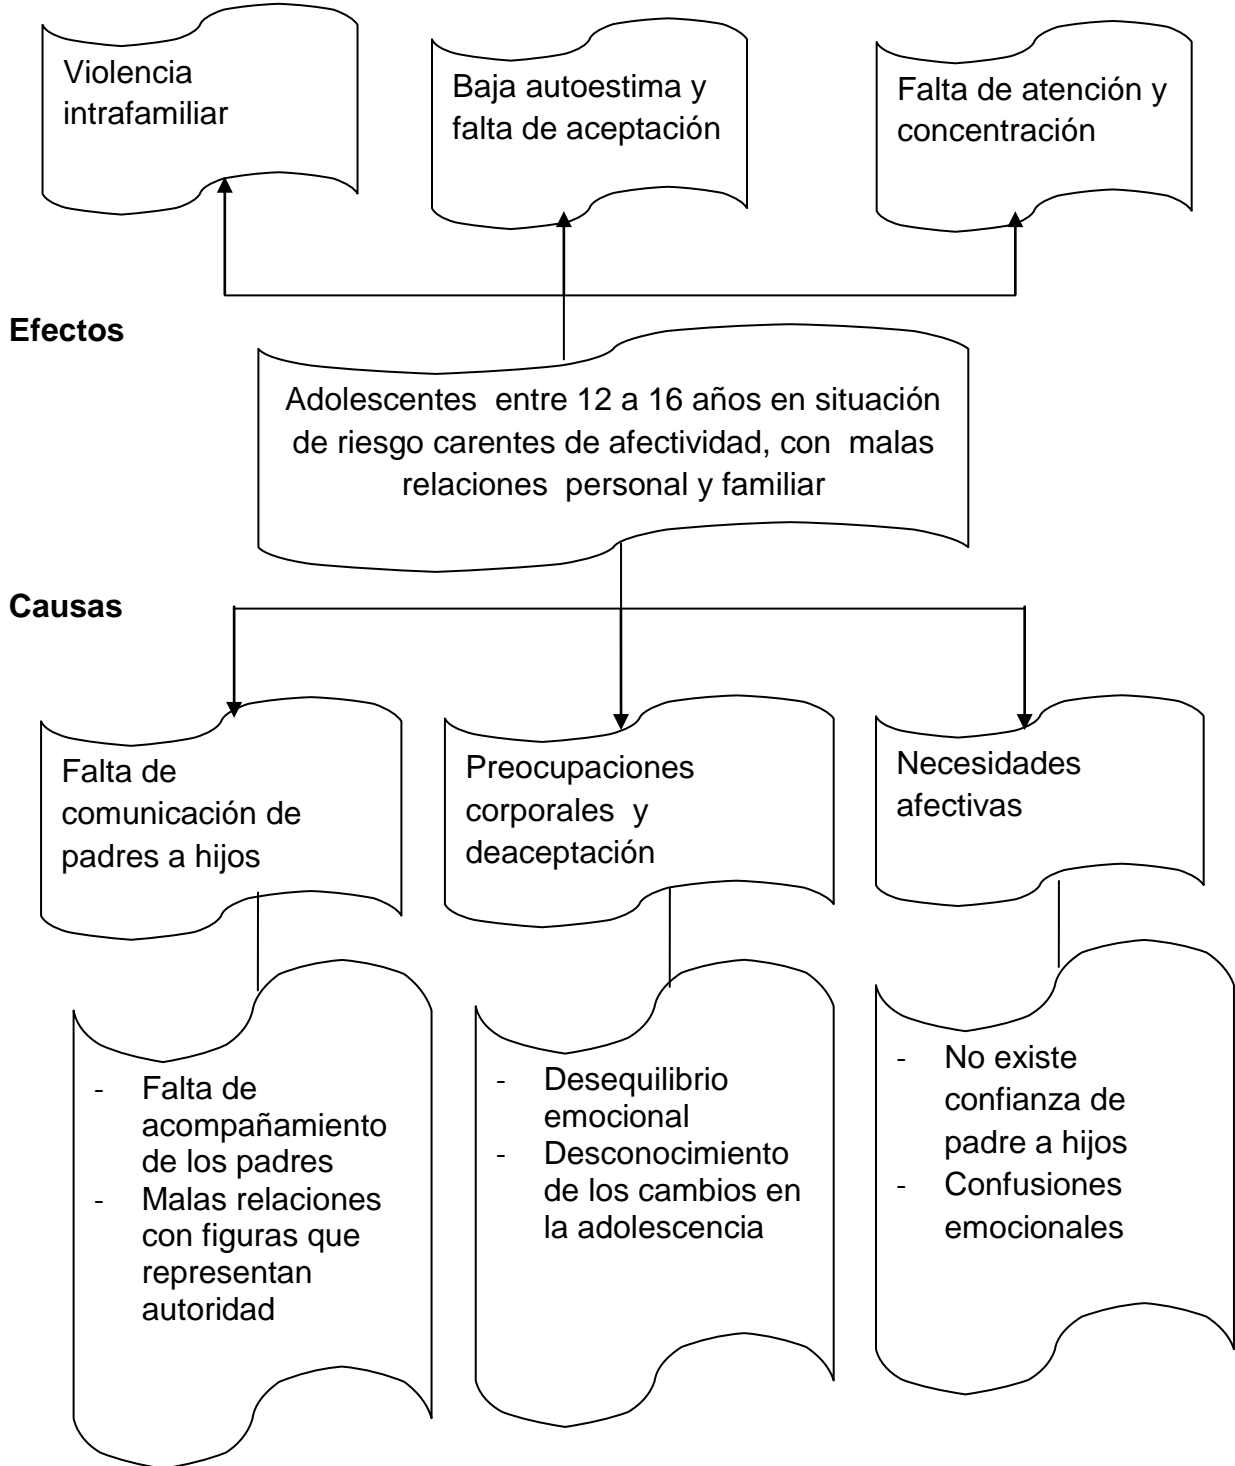 Violencia
intrafamiliar
Baja autoestima y
falta de aceptación
Falta de atención y
concentración
Efectos
Adolescentes entre 12 a 16 años en situación
de riesgo carentes de afectividad, con malas
relaciones personal y familiar
Causas
Falta de
comunicación de
padres a hijos
Preocupaciones
corporales y
deaceptación
Necesidades
afectivas
- Falta de
acompañamiento
de los padres
- Malas relaciones
con figuras que
representan
autoridad
- Desequilibrio
emocional
- Desconocimiento
de los cambios en
la adolescencia
- No existe
confianza de
padre a hijos
- Confusiones
emocionales